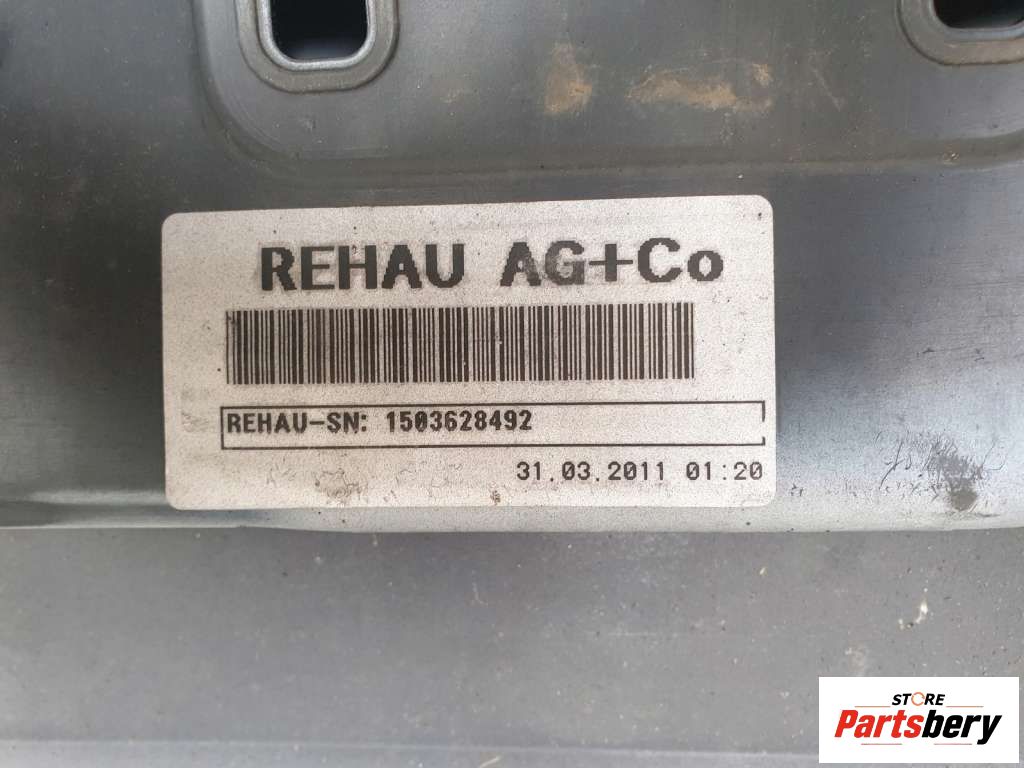 REHAU AG+Co
REHAU-SN: 1503628492
31.03.2011 01:20
STORE
Partsbery